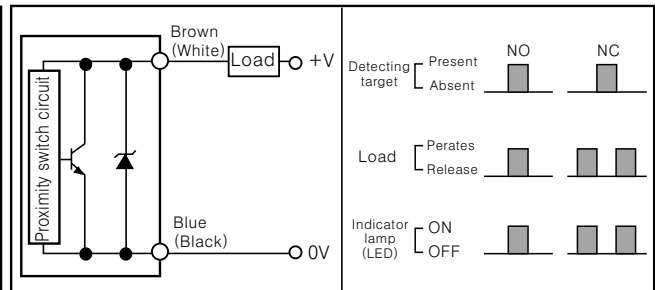 Proximity switch circuit
Brown
(White)
Load
+V
Blue
(Black)
0V
NO NC
Detecting
target
Present
Absent
Load
Perates
Release
Indicator
lamp
(LED)
ON
OFF